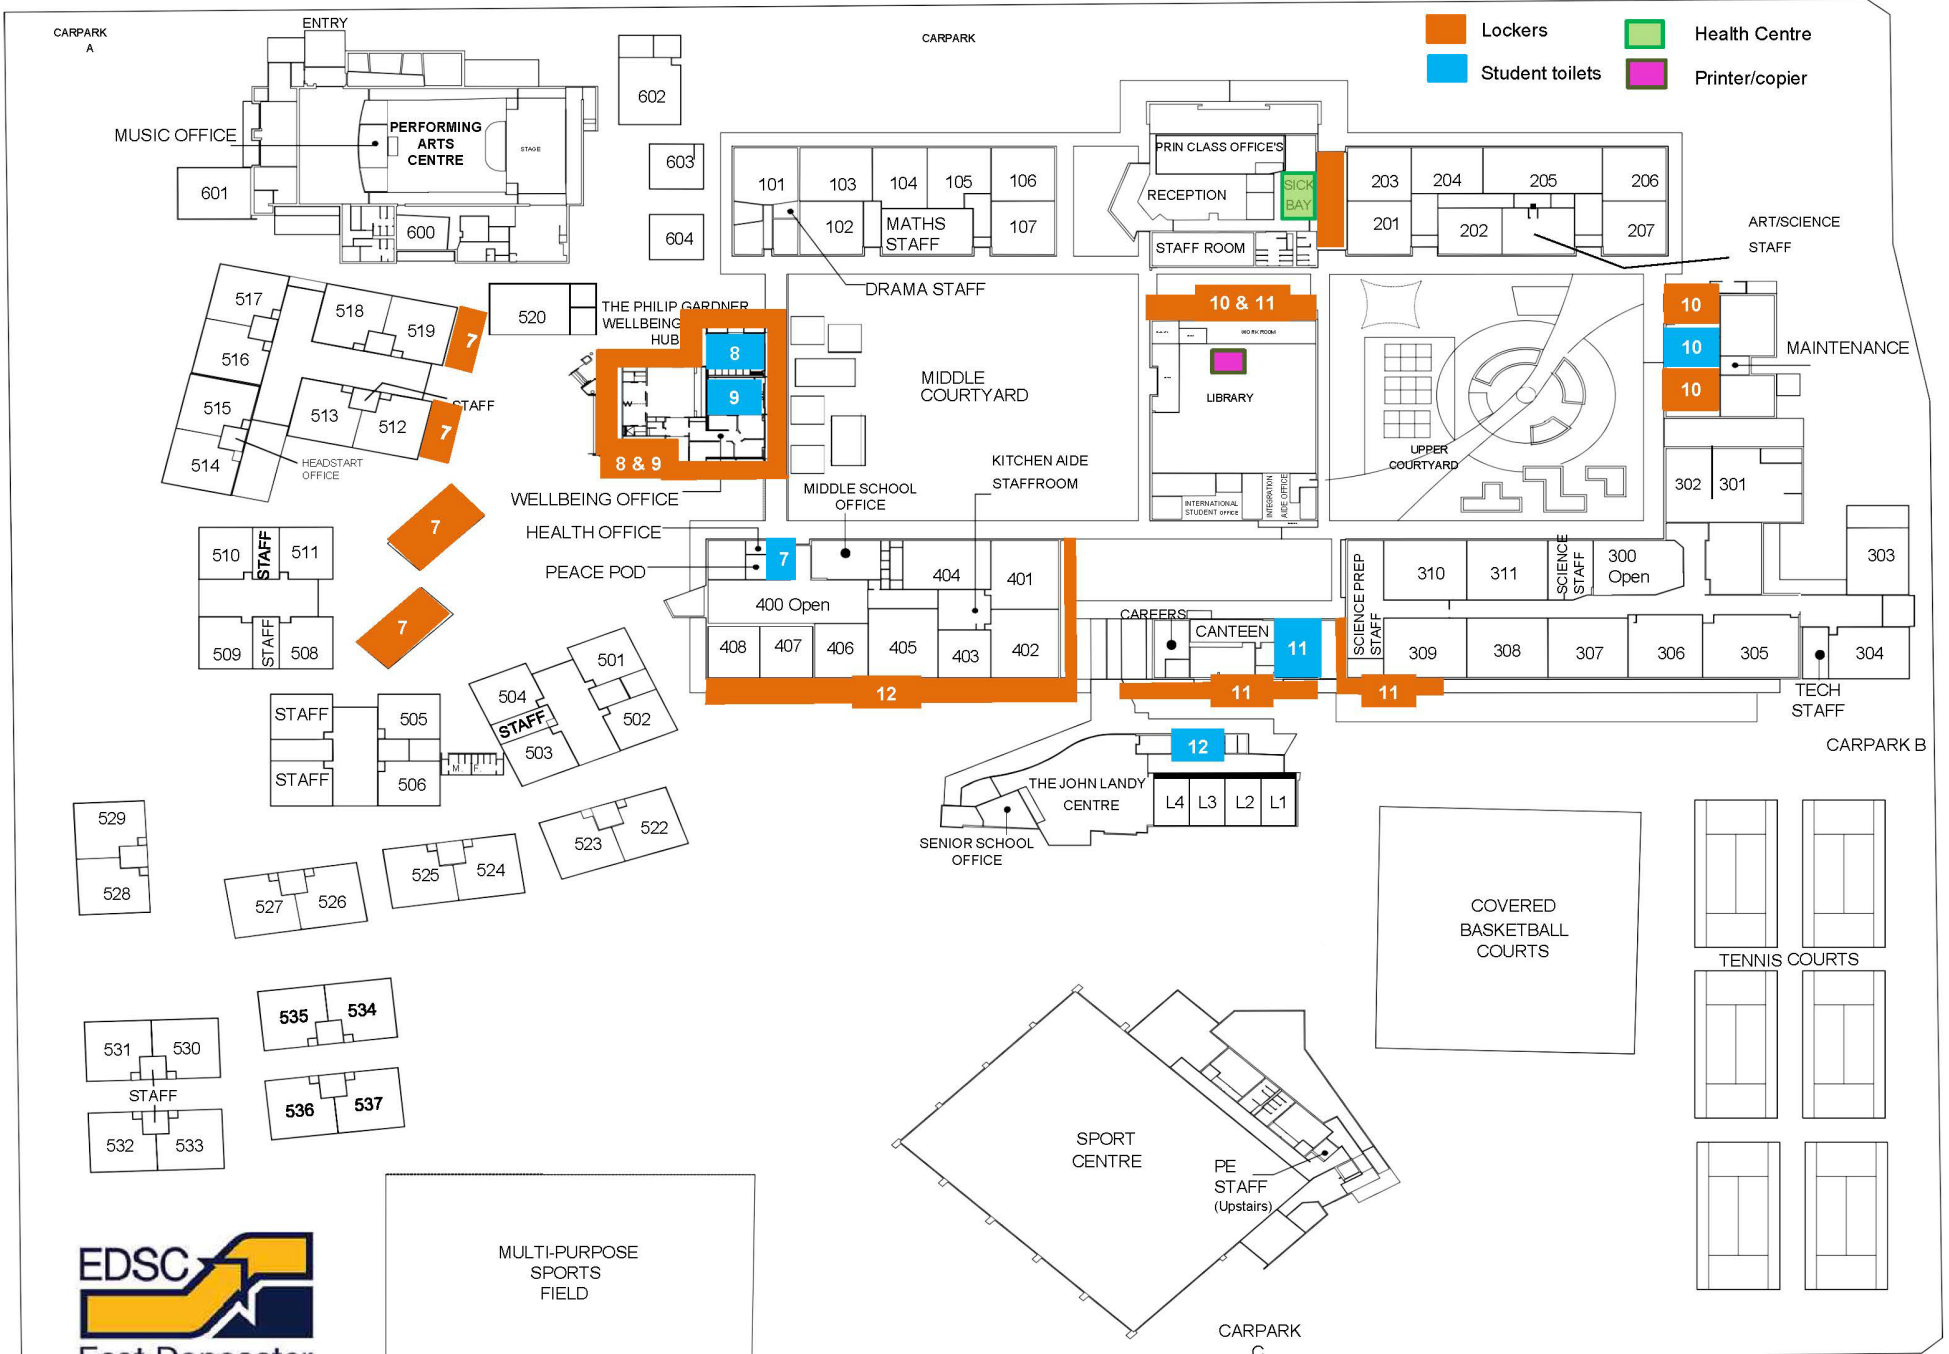 CARPARK
A
ENTRY
CARPARK
Lockers
Health Centre
Student toilets
Printer/copier
MUSIC OFFICE
PERFORMING
ARTS
CENTRE
STAGE
600
601
602
603
604
101
103
104
105
106
102
MATHS
STAFF
107
DRAMA STAFF
PRIN CLASS OFFICE'S
RECEPTION
SICK
BAY
STAFF ROOM
203
204
205
206
201
202
207
ART/SCIENCE
STAFF
517
518
519
7
516
515
513
512
7
STAFF
514
HEADSTART
OFFICE
520
THE PHILIP GARDNER
WELLBEING
HUB
8
9
8 & 9
WELLBEING OFFICE
MIDDLE
COURTYARD
10 & 11
WORK ROOM
LIBRARY
INTERNATIONAL
STUDENT OFFICE
INTEGRATION
AIDE OFFICE
UPPER
COURTYARD
10
10
10
MAINTENANCE
302
301
303
KITCHEN AIDE
STAFFROOM
MIDDLE SCHOOL
OFFICE
HEALTH OFFICE
PEACE POD
7
404
401
400 Open
408
407
406
405
403
402
12
7
7
510
STAFF
511
509
STAFF
508
CAREERS
CANTEEN
11
11
11
SCIENCE PREP
STAFF
310
311
SCIENCE
STAFF
300
Open
309
308
307
306
305
304
TECH
STAFF
CARPARK B
501
504
STAFF
502
503
STAFF
505
STAFF
506
M.
F.
12
THE JOHN LANDY
CENTRE
L4
L3
L2
L1
SENIOR SCHOOL
OFFICE
529
528
527
526
525
524
523
522
COVERED
BASKETBALL
COURTS
TENNIS COURTS
535
534
531
530
STAFF
536
537
532
533
SPORT
CENTRE
PE
STAFF
(Upstairs)
MULTI-PURPOSE
SPORTS
FIELD
CARPARK
EDSC
East Doncaster